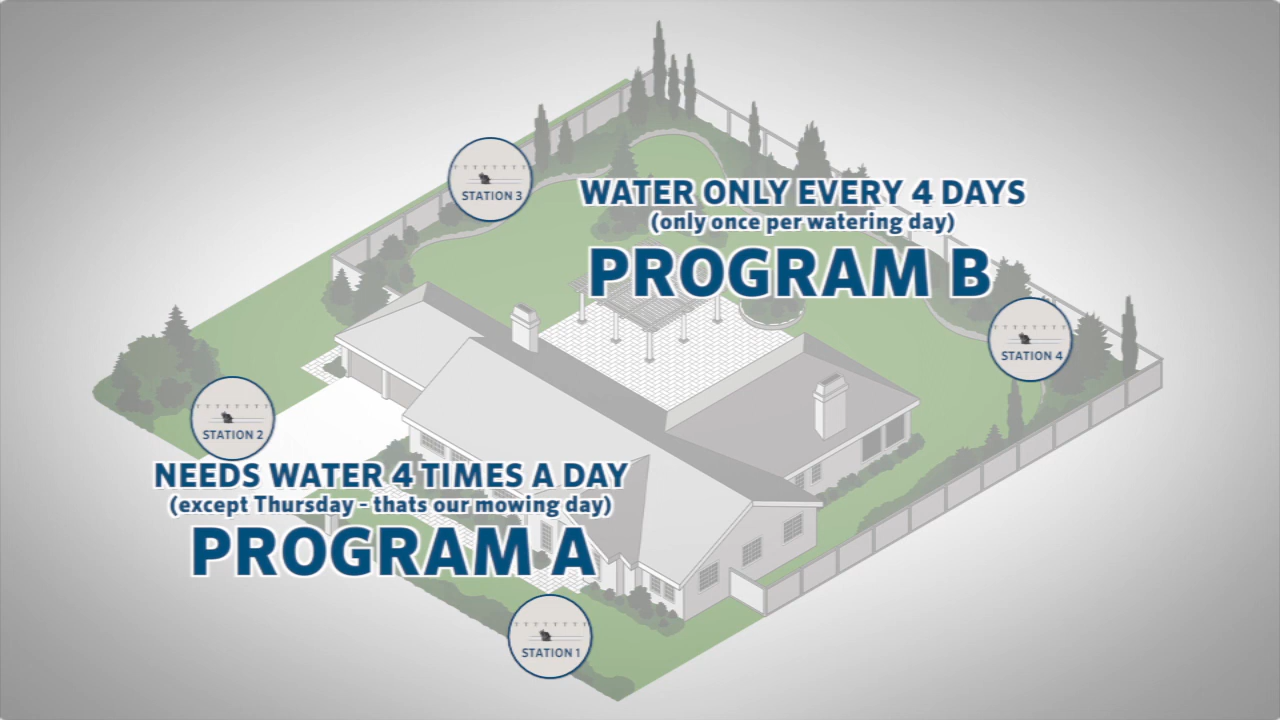 STATION 3
WATER ONLY EVERY 4 DAYS
(only once per watering day)
PROGRAM B
STATION 4
STATION 2
NEEDS WATER 4 TIMES A DAY
(except Thursday - thats our mowing day)
PROGRAM A
STATION 1